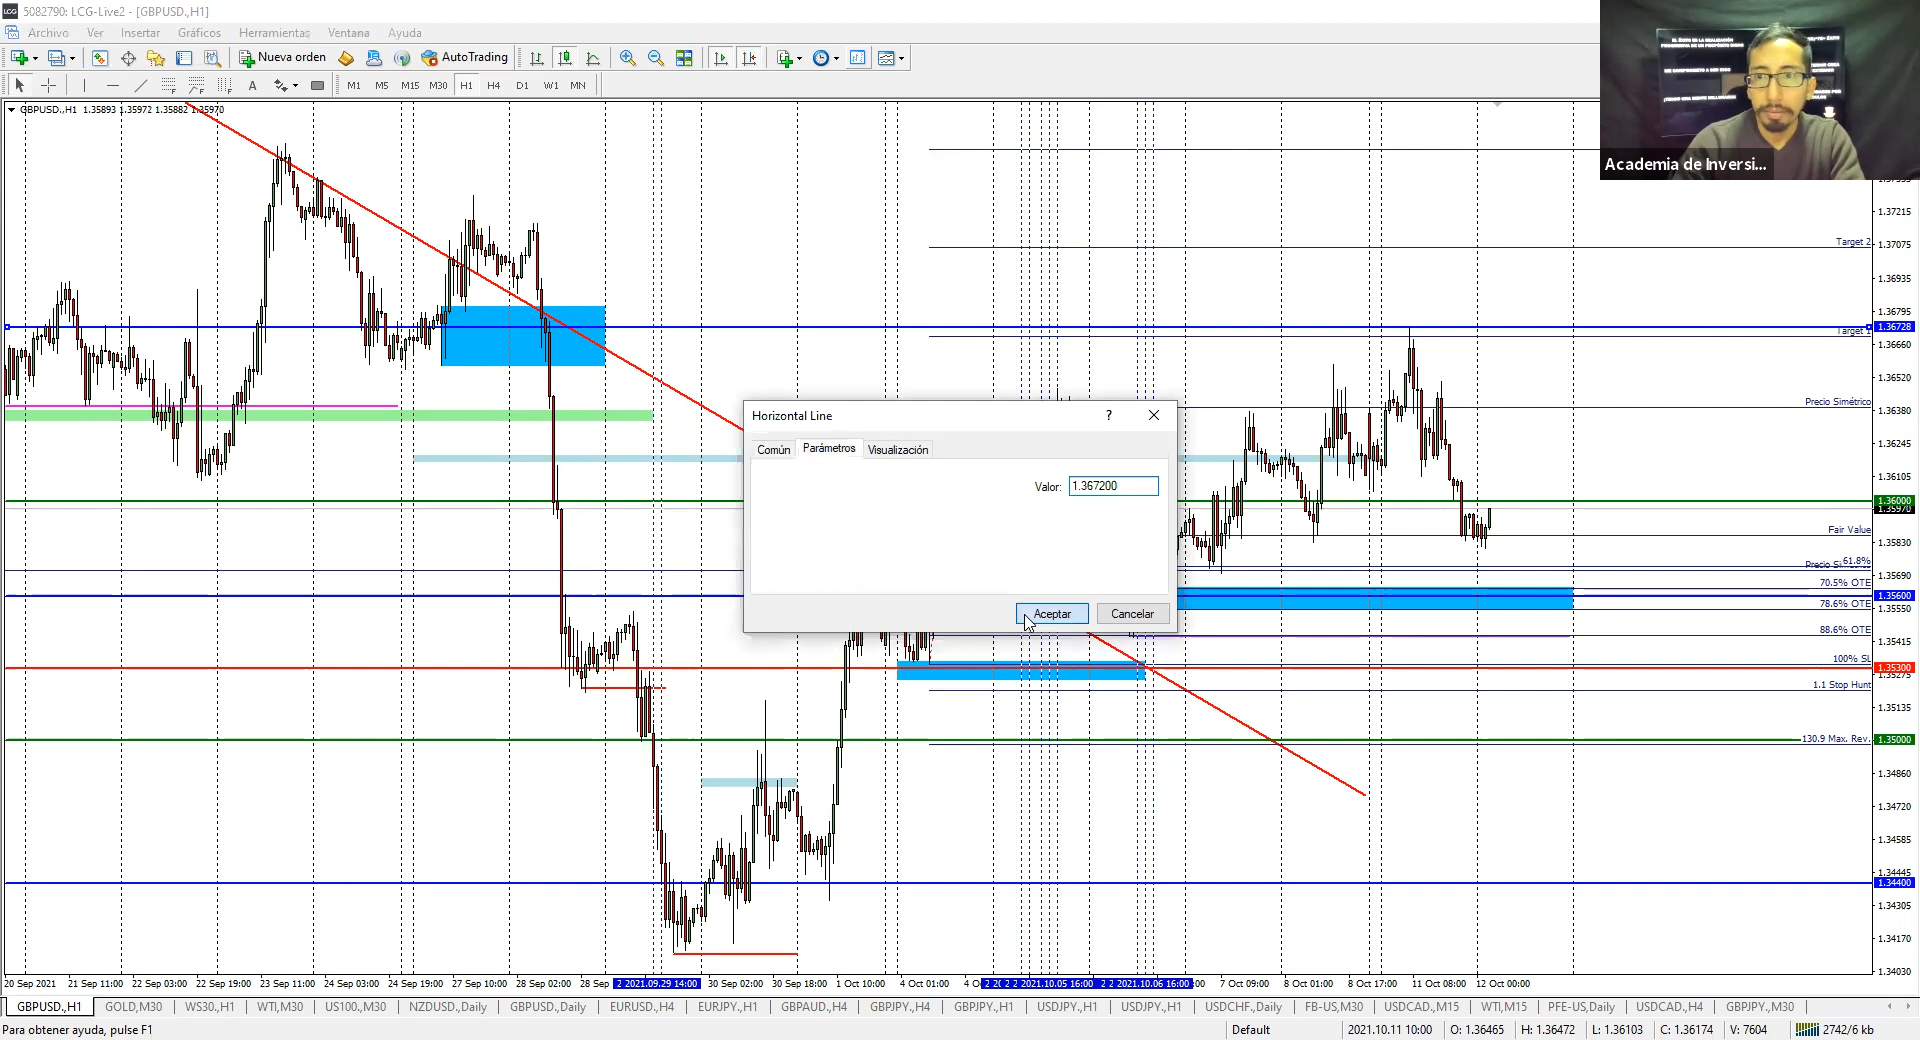 5082790: LCG-Live2 - [GBPUSD.,H1]
Archivo Ver Insertar Gráficos Herramientas Ventana Ayuda
Nueva orden AutoTrading
A M1 M5 M15 M30 H1 H4 D1 W1 MN
GBPUSD.,H1 1.35893 1.35972 1.35882 1.35970
Academia de Inversi...
1.37215
Target 2
1.37075
1.36935
1.36795
1.36728
Target 1
1.36660
1.36520
Precio Simétrico
1.36380
1.36245
1.36105
1.36000
1.35970
Fair Value
1.35830
61.8%
1.35690
70.5% OTE
1.35600
78.6% OTE
1.35550
88.6% OTE
1.35415
100% SL
1.35300
1.35275
1.1 Stop Hunt
1.35135
130.9 Max. Rev.
1.35000
1.34860
1.34720
1.34585
1.34445
1.34400
1.34305
1.34170
1.34030
Horizontal Line ?
Común Parámetros Visualización
Valor: 1.367200
Aceptar Cancelar
20 Sep 2021 21 Sep 11:00 22 Sep 03:00 22 Sep 19:00 23 Sep 11:00 24 Sep 03:00 24 Sep 19:00 27 Sep 10:00 28 Sep 02:00 28 Sep 2021.09.29 14:00 30 Sep 02:00 30 Sep 18:00 1 Oct 10:00 4 Oct 01:00 2021.10.05 16:00 2021.10.06 16:00 7 Oct 09:00 8 Oct 01:00 8 Oct 17:00 11 Oct 08:00 12 Oct 00:00
GBPUSD.,H1 GOLD,M30 WS30.,H1 WTI,M30 US100.,M30 NZDUSD.,Daily GBPUSD.,Daily EURUSD.,H4 EURJPY.,H1 GBPAUD.,H4 GBPJPY.,H4 GBPJPY.,H1 USDJPY.,H1 USDJPY.,H1 USDCHF.,Daily FB-US,M30 USDCAD.,M15 WTI,M15 PFE-US,Daily USDCAD.,H4 GBPJPY.,M30
Para obtener ayuda, pulse F1 Default 2021.10.11 10:00 O: 1.36465 H: 1.36472 L: 1.36103 C: 1.36174 V: 7604 2742/6 kb